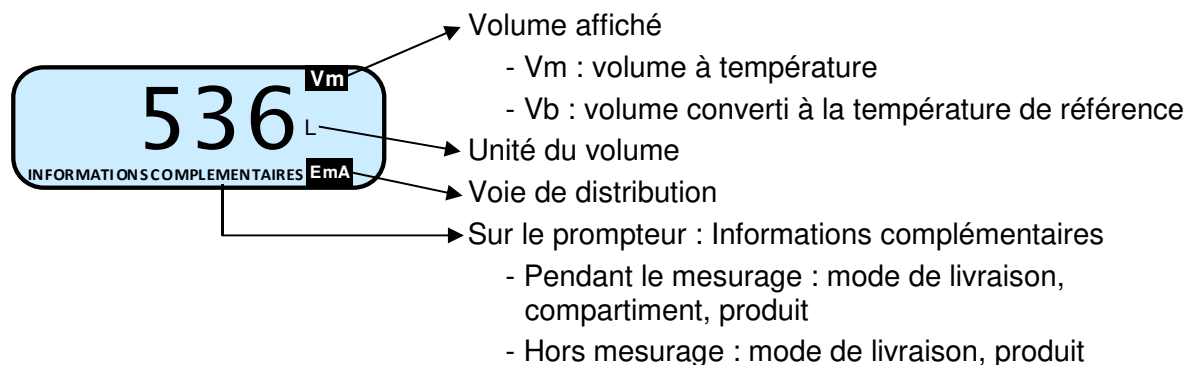 Volume affiché
- Vm : volume à température
- Vb : volume converti à la température de référence
Unité du volume
Voie de distribution
Sur le prompteur : Informations complémentaires
- Pendant le mesurage : mode de livraison,
compartiment, produit
- Hors mesurage : mode de livraison, produit
Vm
536 L
INFORMATIONS COMPLEMENTAIRES EmA